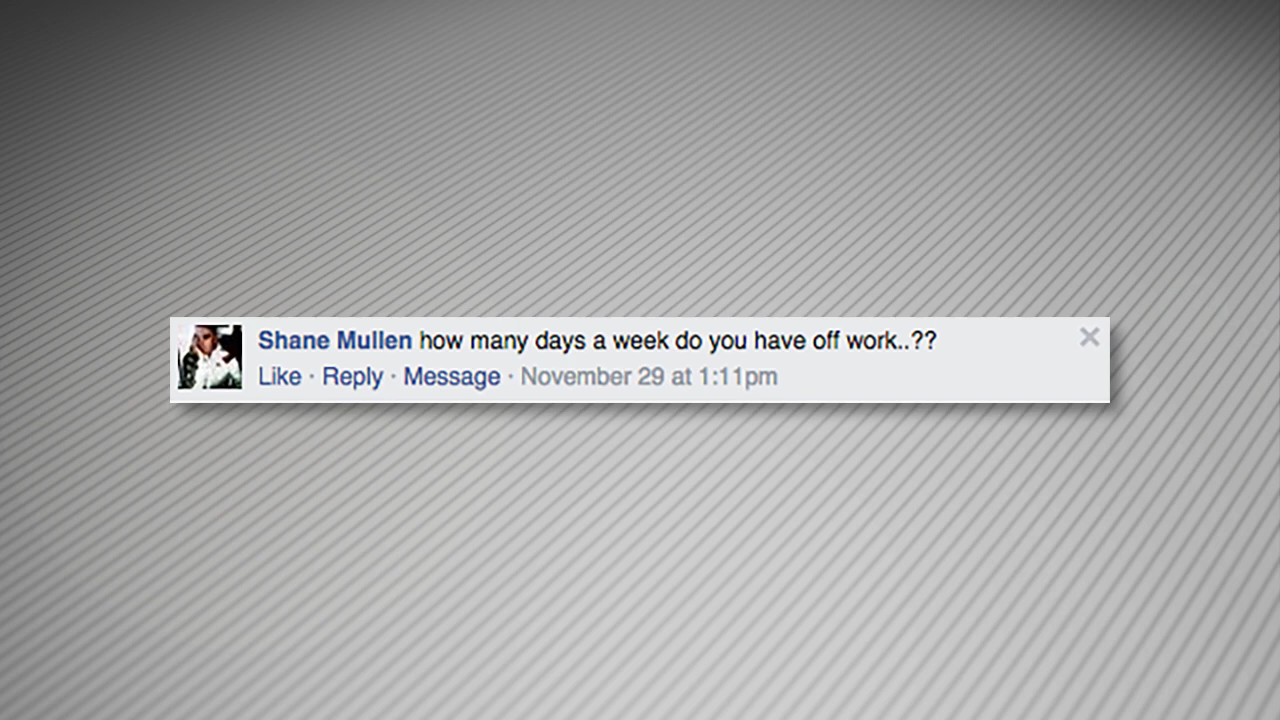 Shane Mullen how many days a week do you have off work..??
Like · Reply · Message · November 29 at 1:11pm